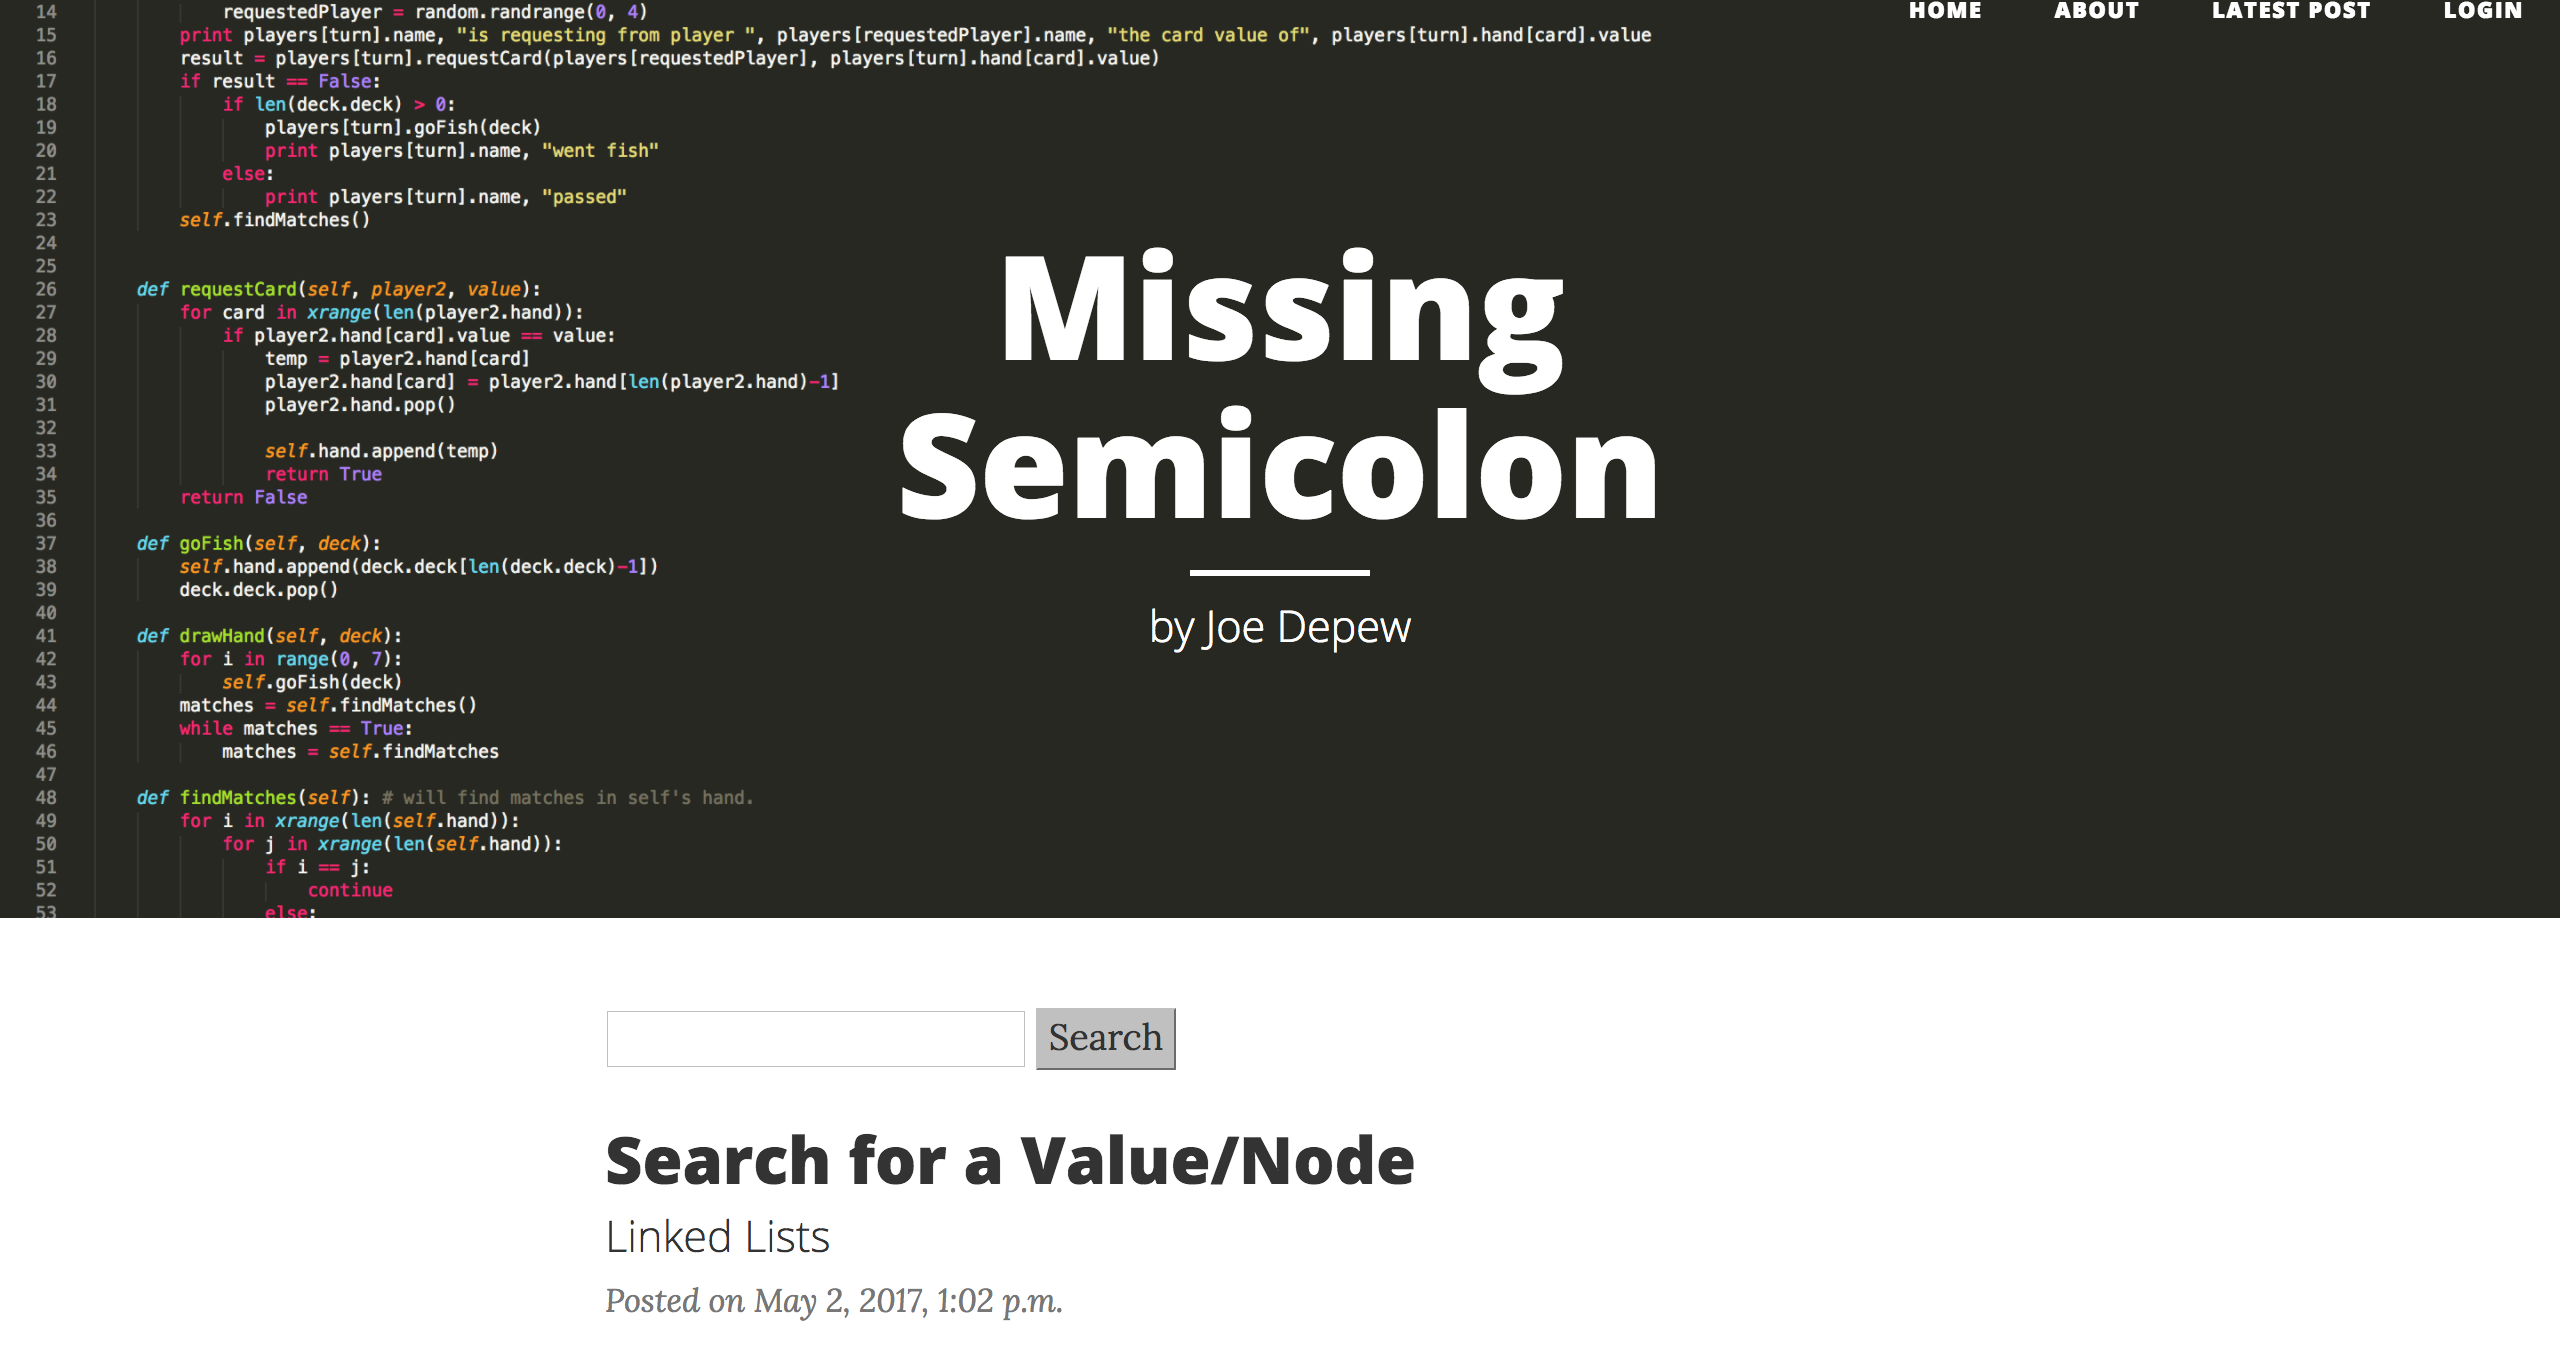 HOME ABOUT LATEST POST LOGIN
14 requestedPlayer = random.randrange(0, 4)
15 print players[turn].name, "is requesting from player ", players[requestedPlayer].name, "the card value of", players[turn].hand[card].value
16 result = players[turn].requestCard(players[requestedPlayer], players[turn].hand[card].value)
17 if result == False:
18 if len(deck.deck) > 0:
19 players[turn].goFish(deck)
20 print players[turn].name, "went fish"
21 else:
22 print players[turn].name, "passed"
23 self.findMatches()
24
25
26 def requestCard(self, player2, value):
27 for card in xrange(len(player2.hand)):
28 if player2.hand[card].value == value:
29 temp = player2.hand[card]
30 player2.hand[card] = player2.hand[len(player2.hand)-1]
31 player2.hand.pop()
32
33 self.hand.append(temp)
34 return True
35 return False
36
37 def goFish(self, deck):
38 self.hand.append(deck.deck[len(deck.deck)-1])
39 deck.deck.pop()
40
41 def drawHand(self, deck):
42 for i in range(0, 7):
43 self.goFish(deck)
44 matches = self.findMatches()
45 while matches == True:
46 matches = self.findMatches
47
48 def findMatches(self): # will find matches in self's hand.
49 for i in xrange(len(self.hand)):
50 for j in xrange(len(self.hand)):
51 if i == j:
52 continue
53 else:
Missing
Semicolon
by Joe Depew
Search
Search for a Value/Node
Linked Lists
Posted on May 2, 2017, 1:02 p.m.